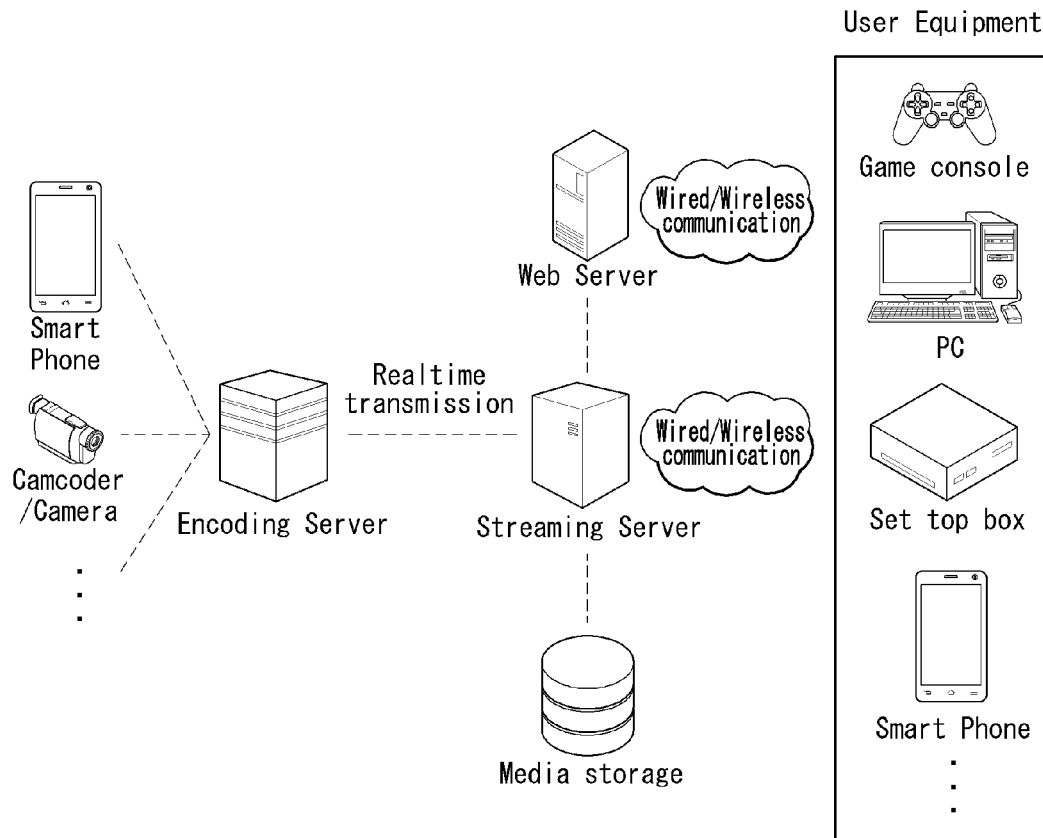 User Equipment
Game console
Wired/Wireless
communication
Web Server
Smart
Phone
PC
Realtime
transmission
Wired/Wireless
communication
Camcoder
/Camera
Encoding Server
Streaming Server
Set top box
Smart Phone
Media storage